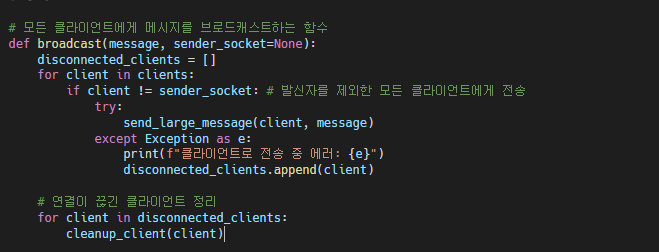 # 모든 클라이언트에게 메시지를 브로드캐스트하는 함수
def broadcast(message, sender_socket=None):
    disconnected_clients = []
    for client in clients:
        if client != sender_socket: # 발신자를 제외한 모든 클라이언트에게 전송
            try:
                send_large_message(client, message)
            except Exception as e:
                print(f"클라이언트로 전송 중 에러: {e}")
                disconnected_clients.append(client)
    # 연결이 끊긴 클라이언트 정리
    for client in disconnected_clients:
        cleanup_client(client)